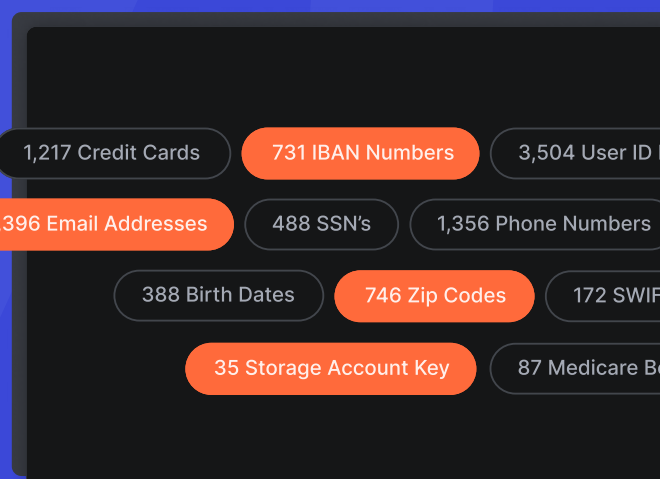 1,217 Credit Cards 731 IBAN Numbers 3,504 User ID
396 Email Addresses 488 SSN’s 1,356 Phone Numbers
388 Birth Dates 746 Zip Codes 172
35 Storage Account Key 87 Medicare